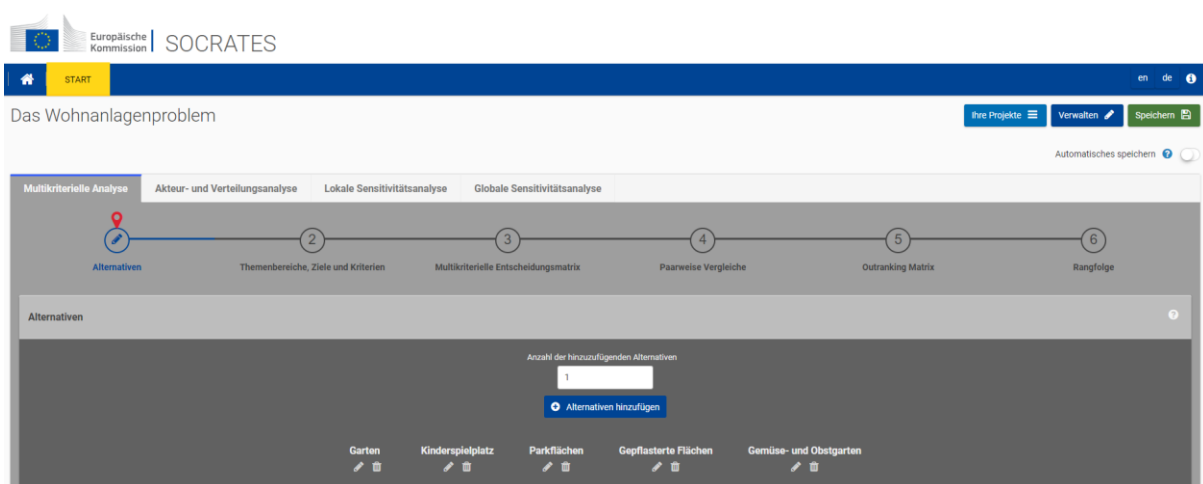 Europäische
Kommission
SOCRATES
START
en de
Das Wohnanlagenproblem
Ihre Projekte Verwalten Speichern
Automatisches speichern ?
Multikriterielle Analyse Akteur- und Verteilungsanalyse Lokale Sensitivitätsanalyse Globale Sensitivitätsanalyse
2 3 4 5 6
Alternativen Themenbereiche, Ziele und Kriterien Multikriterielle Entscheidungsmatrix Paarweise Vergleiche Outranking Matrix Rangfolge
Alternativen ?
Anzahl der hinzuzufügenden Alternativen
1
Alternativen hinzufügen
Garten Kinderspielplatz Parkflächen Gepflasterte Flächen Gemüse- und Obstgarten